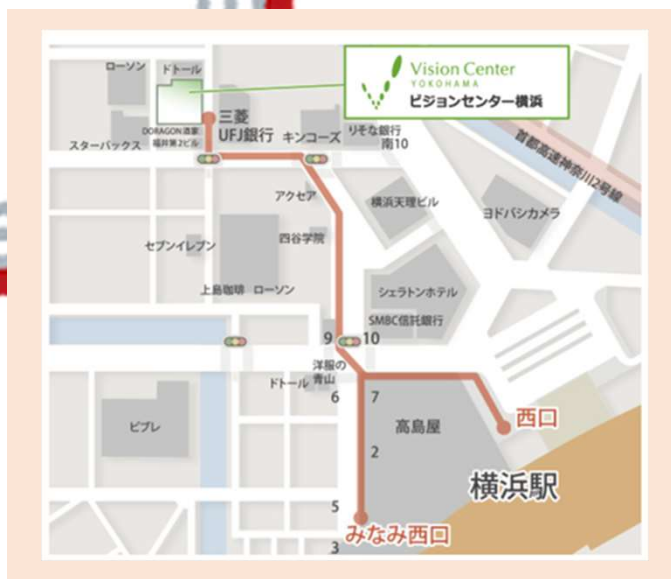 Vision Center
YOKOHAMA
ビジョンセンター横浜
ローソン
ドトール
三菱
UFJ銀行
DORAGON酒家
福井第2ビル
スターバックス
キンコーズ
りそな銀行
南10
首都高速神奈川2号線
アクセア
横浜天理ビル
ヨドバシカメラ
四谷学院
セブンイレブン
上島珈琲
ローソン
シェラトンホテル
SMBC信託銀行
9
10
洋服の
青山
ドトール
6
7
ビブレ
高島屋
西口
2
横浜駅
5
みなみ西口
3